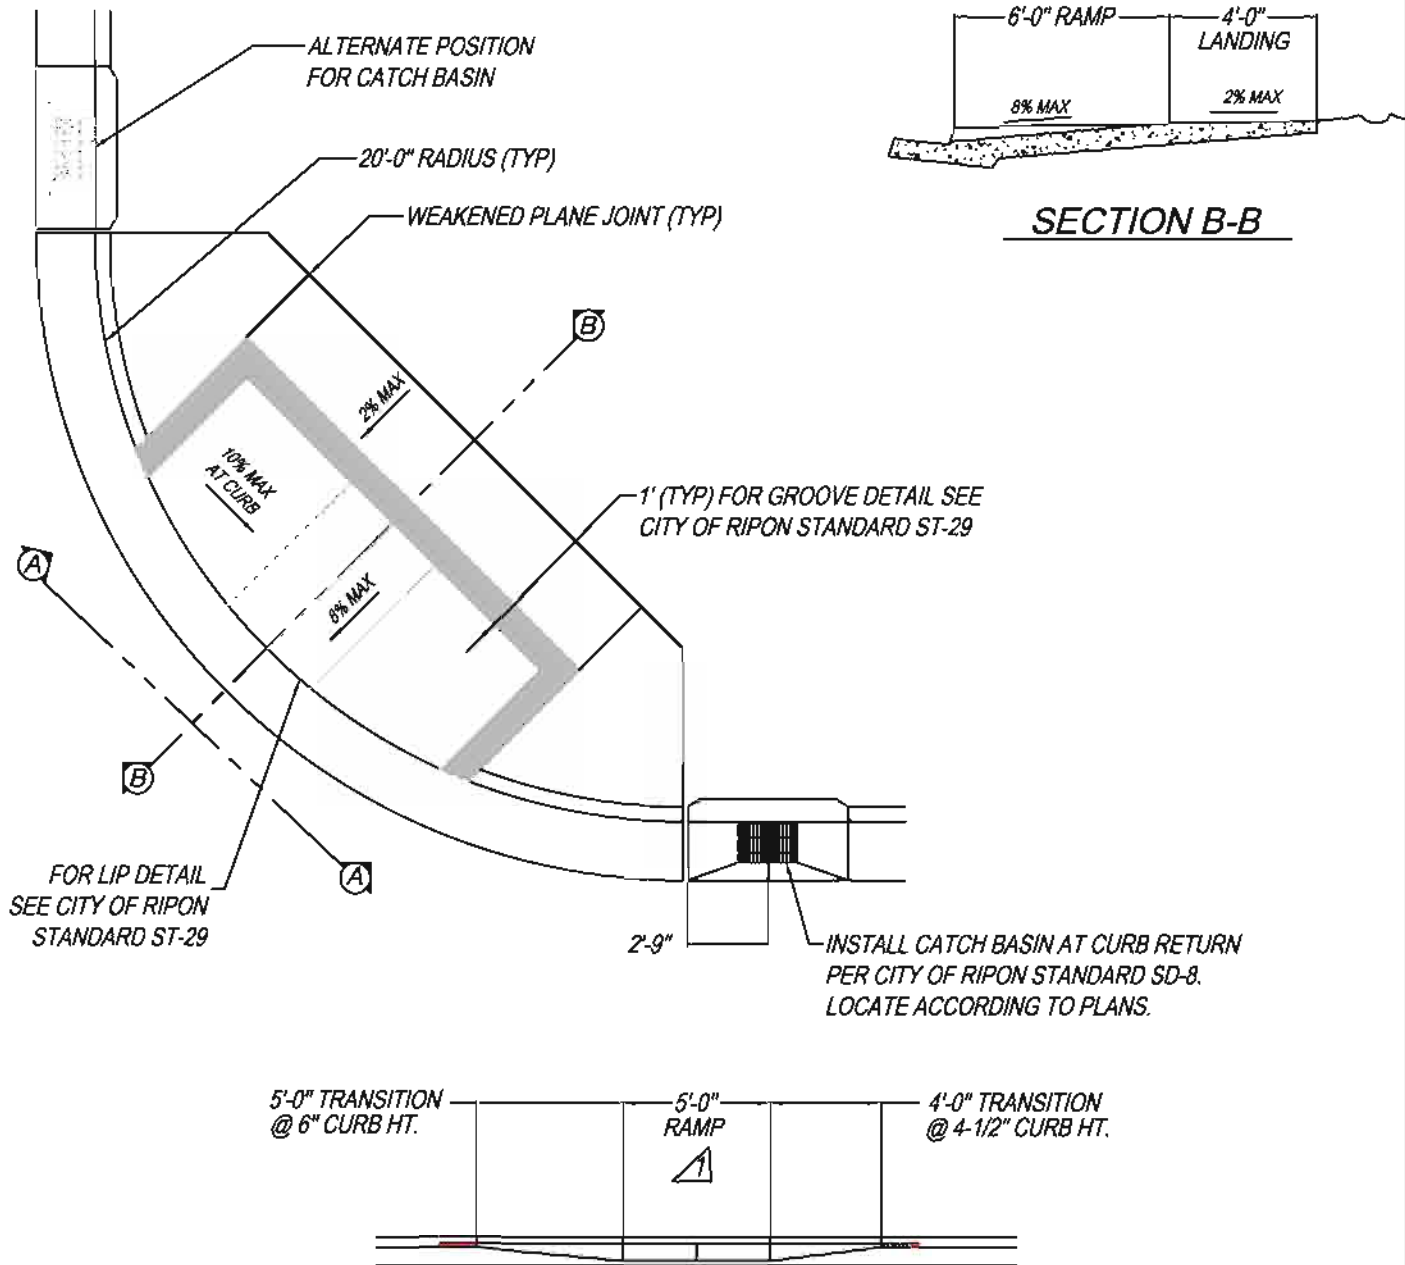 6'-0" RAMP
4'-0"
LANDING
8% MAX
2% MAX
SECTION B-B
ALTERNATE POSITION
FOR CATCH BASIN
20'-0" RADIUS (TYP)
WEAKENED PLANE JOINT (TYP)
B
2% MAX
10% MAX
AT CURB
1' (TYP) FOR GROOVE DETAIL SEE
CITY OF RIPON STANDARD ST-29
A
8% MAX
B
A
FOR LIP DETAIL
SEE CITY OF RIPON
STANDARD ST-29
2'-9"
INSTALL CATCH BASIN AT CURB RETURN
PER CITY OF RIPON STANDARD SD-8.
LOCATE ACCORDING TO PLANS.
5'-0" TRANSITION
@ 6" CURB HT.
5'-0"
RAMP
1
4'-0" TRANSITION
@ 4-1/2" CURB HT.